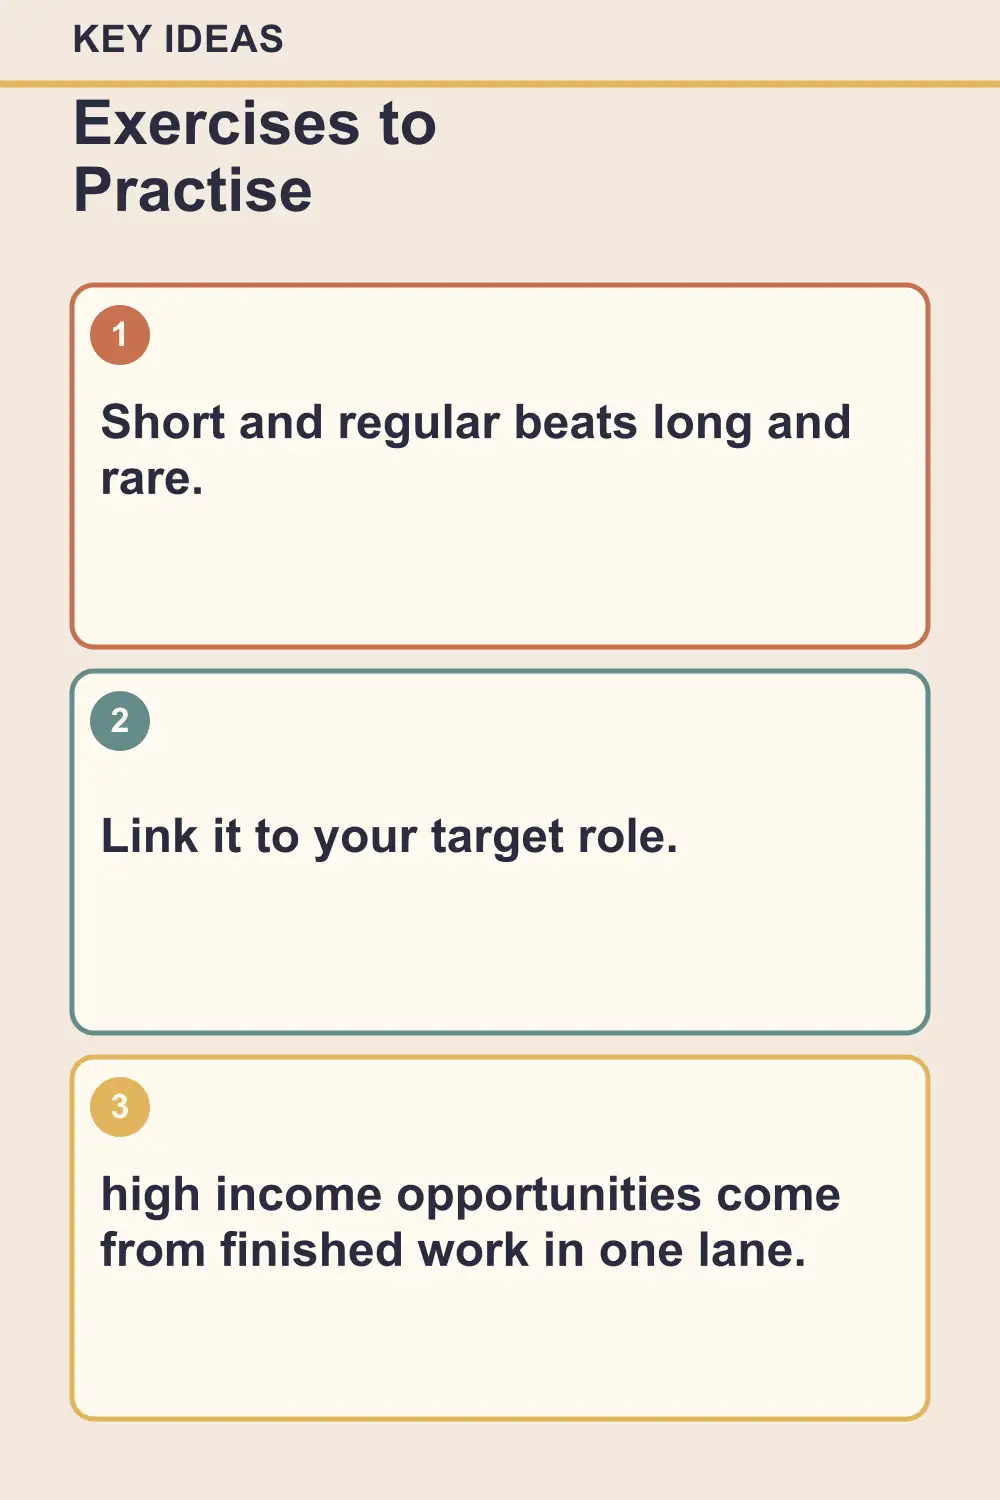 KEY IDEAS
Exercises to
Practise
1
Short and regular beats long and
rare.
2
Link it to your target role.
3
high income opportunities come
from finished work in one lane.